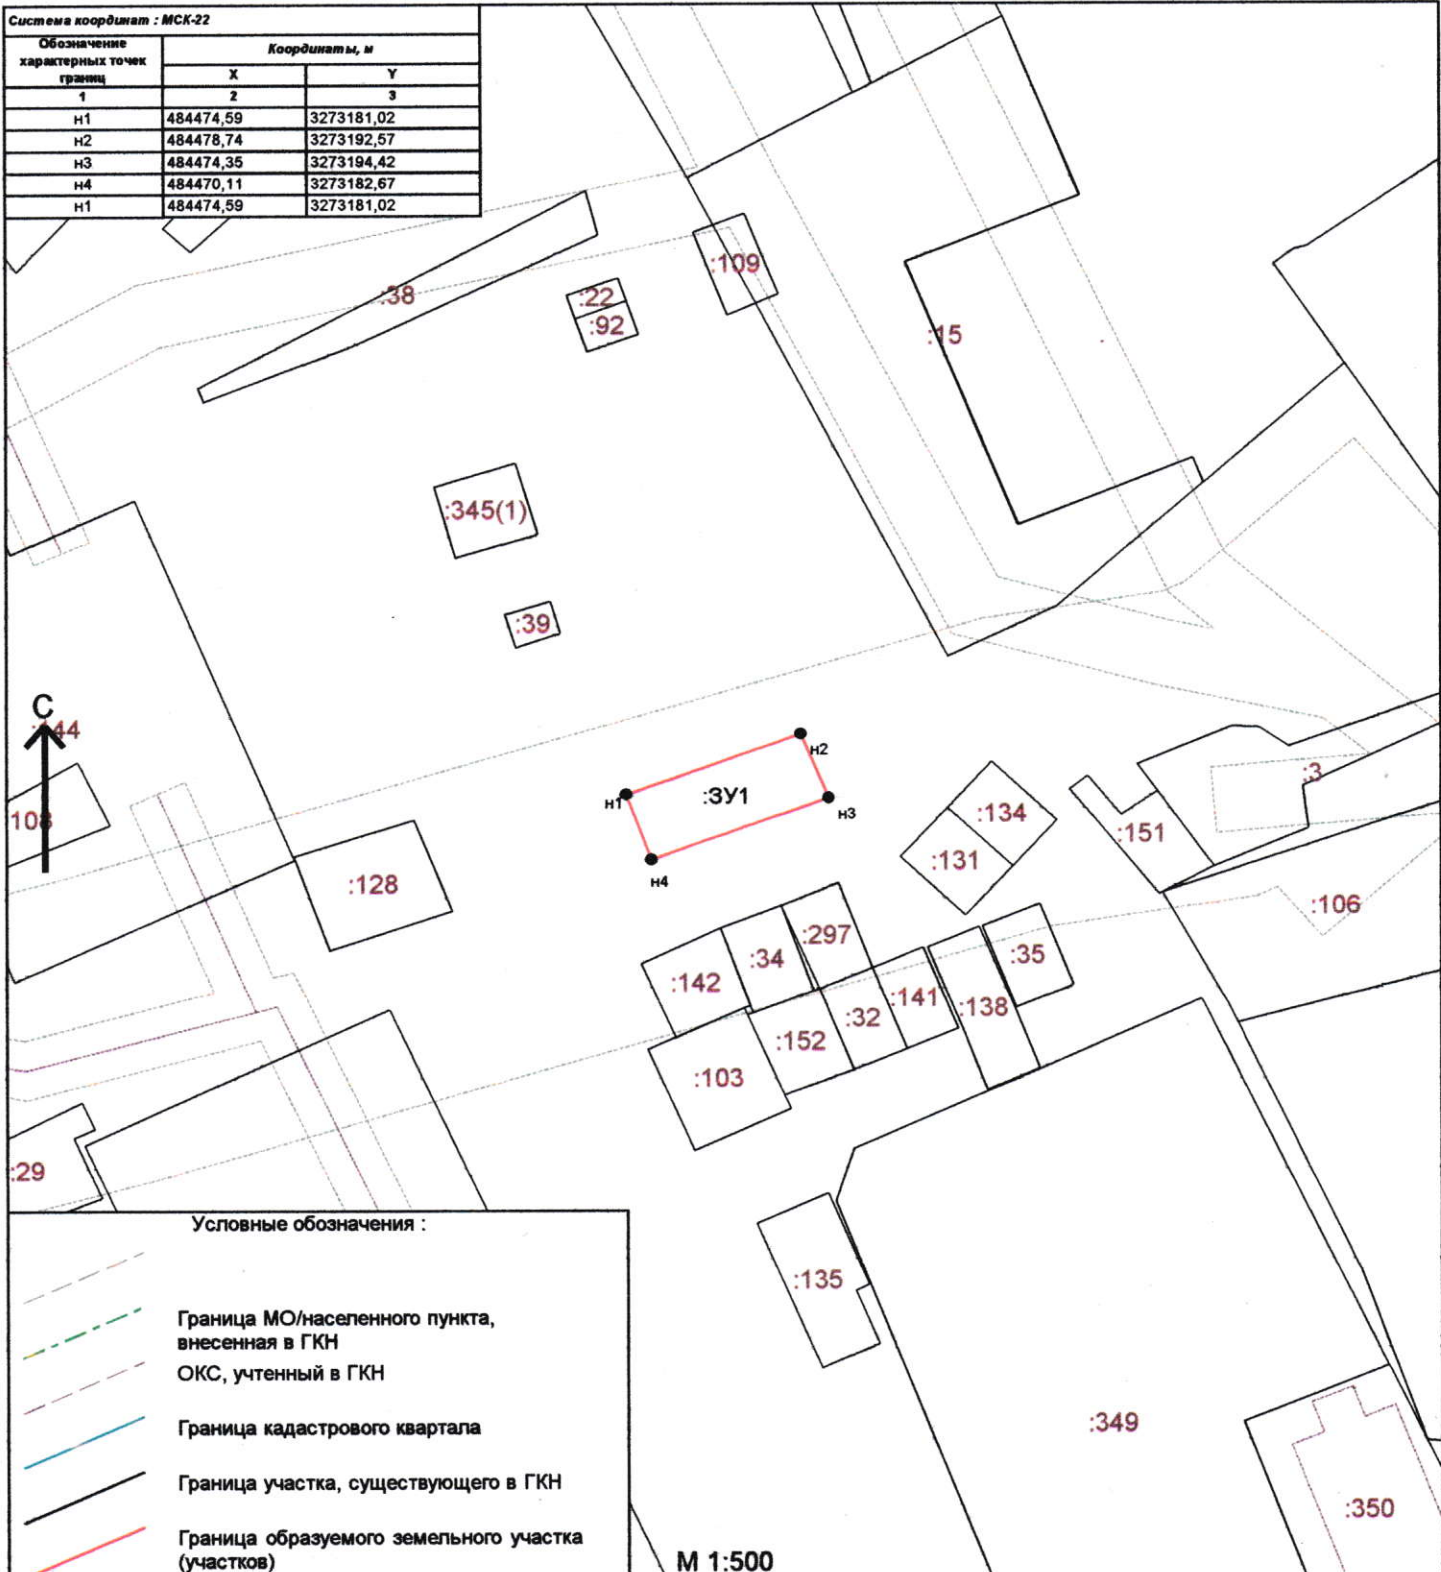 Система координат : МСК-22
Обозначение характерных точек границ
Координаты, м
X Y
1 2 3
н1 484474,59 3273181,02
н2 484478,74 3273192,57
н3 484474,35 3273194,42
н4 484470,11 3273182,67
н1 484474,59 3273181,02
:109
:38
:22
:92
:15
:345(1)
:39
С
:144
н2
:3
н1
:ЗУ1
н3
:134
108
:151
:131
н4
:128
:106
:297
:34
:35
:142
:141
:138
:32
:152
:103
:29
Условные обозначения :
:135
Граница МО/населенного пункта,
внесенная в ГКН
ОКС, учтенный в ГКН
Граница кадастрового квартала
:349
Граница участка, существующего в ГКН
:350
Граница образуемого земельного участка
(участков)
М 1:500